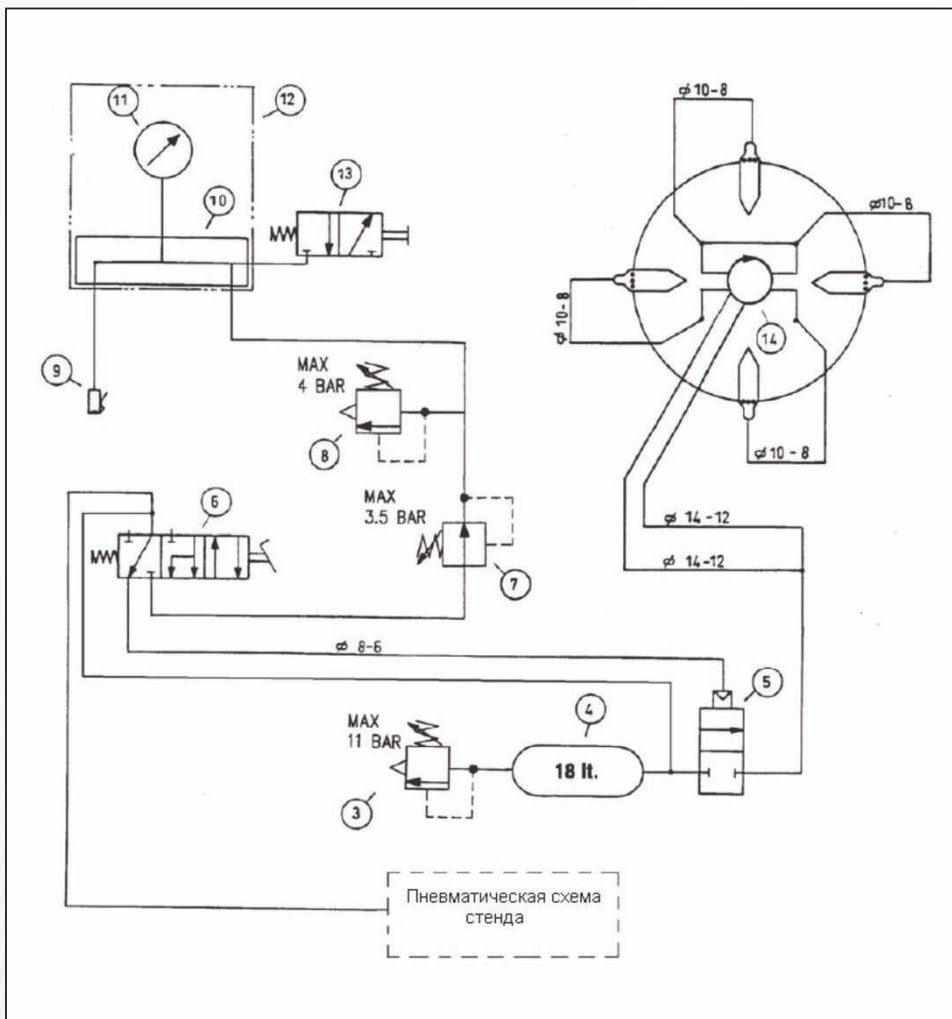 11
12
10
13
ø 10-8
ø10-8
ø 10-8
14
9
MAX
4 BAR
8
6
MAX
3.5 BAR
7
ø 14-12
ø 14-12
ø 8-6
ø 10-8
5
4
MAX
11 BAR
18 lt.
3
Пневматическая схема
стенда